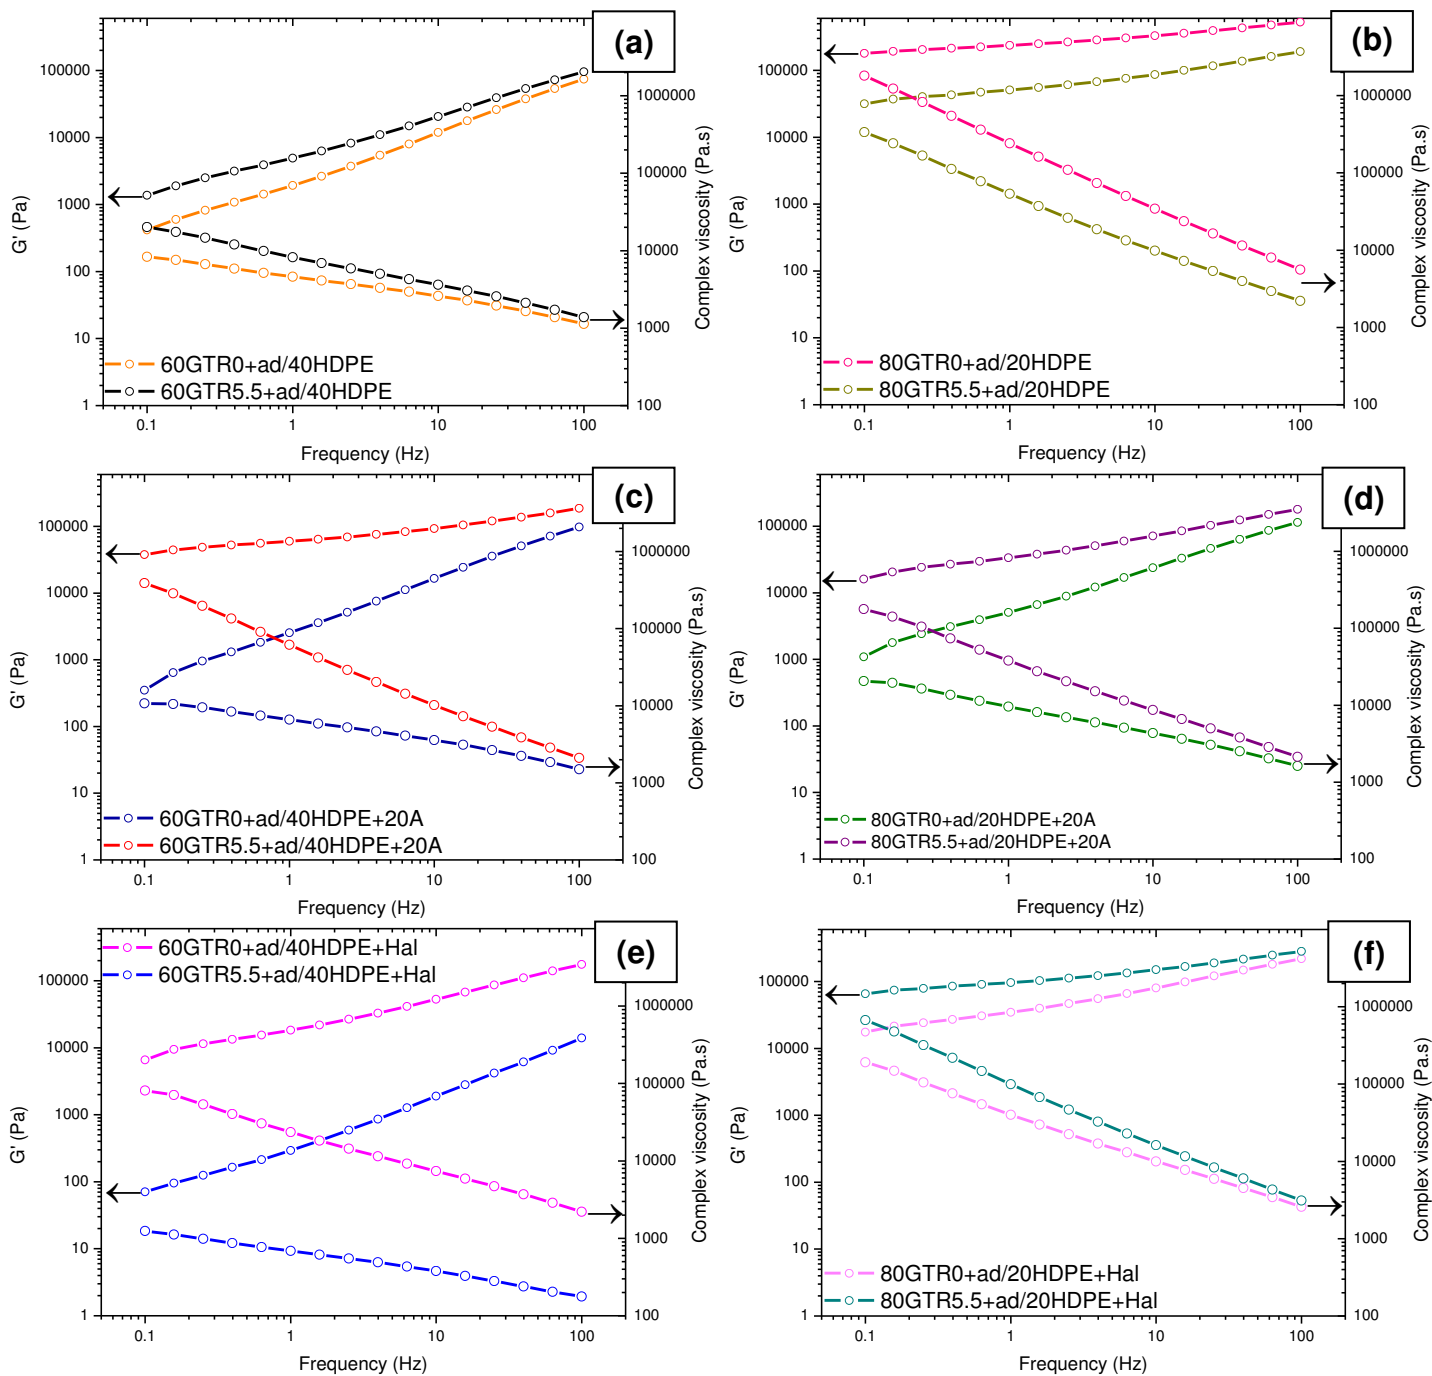 (a)
100000
10000
1000
100
10
1
G' (Pa)
1000000
100000
10000
1000
100
Complex viscosity (Pa.s)
60GTR0+ad/40HDPE
60GTR5.5+ad/40HDPE
0.1 1 10 100
Frequency (Hz)
(b)
100000
10000
1000
100
10
1
G' (Pa)
1000000
100000
10000
1000
100
Complex viscosity (Pa.s)
80GTR0+ad/20HDPE
80GTR5.5+ad/20HDPE
0.1 1 10 100
Frequency (Hz)
(c)
100000
10000
1000
100
10
1
G' (Pa)
1000000
100000
10000
1000
100
Complex viscosity (Pa.s)
60GTR0+ad/40HDPE+20A
60GTR5.5+ad/40HDPE+20A
0.1 1 10 100
Frequency (Hz)
(d)
100000
10000
1000
100
10
1
G' (Pa)
1000000
100000
10000
1000
100
Complex viscosity (Pa.s)
80GTR0+ad/20HDPE+20A
80GTR5.5+ad/20HDPE+20A
0.1 1 10 100
Frequency (Hz)
(e)
60GTR0+ad/40HDPE+Hal
60GTR5.5+ad/40HDPE+Hal
100000
10000
1000
100
10
1
G' (Pa)
1000000
100000
10000
1000
100
Complex viscosity (Pa.s)
0.1 1 10 100
Frequency (Hz)
(f)
100000
10000
1000
100
10
1
G' (Pa)
1000000
100000
10000
1000
100
Complex viscosity (Pa.s)
80GTR0+ad/20HDPE+Hal
80GTR5.5+ad/20HDPE+Hal
0.1 1 10 100
Frequency (Hz)